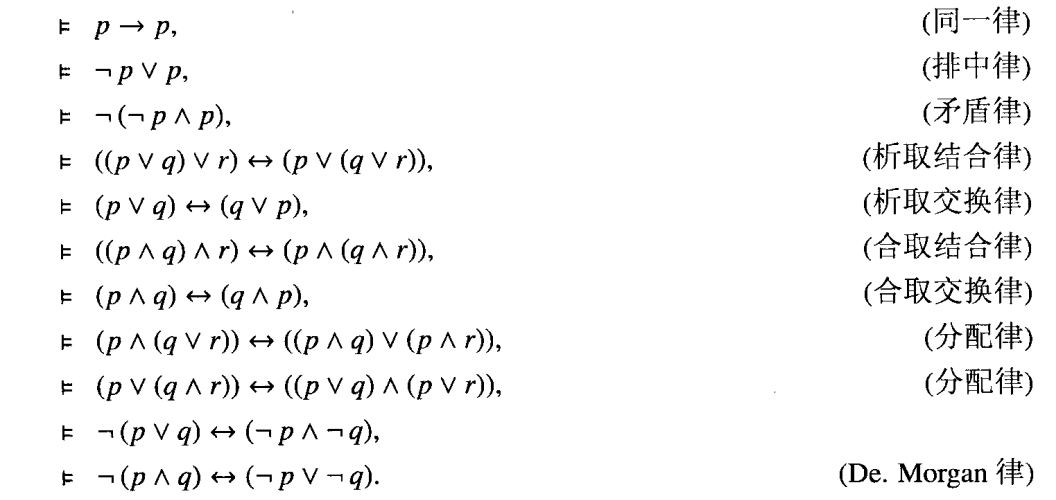 ⊨ p → p, (同一律)
⊨ ¬ p ∨ p, (排中律)
⊨ ¬ (¬ p ∧ p), (矛盾律)
⊨ ((p ∨ q) ∨ r) ↔ (p ∨ (q ∨ r)), (析取结合律)
⊨ (p ∨ q) ↔ (q ∨ p), (析取交换律)
⊨ ((p ∧ q) ∧ r) ↔ (p ∧ (q ∧ r)), (合取结合律)
⊨ (p ∧ q) ↔ (q ∧ p), (合取交换律)
⊨ (p ∧ (q ∨ r)) ↔ ((p ∧ q) ∨ (p ∧ r)), (分配律)
⊨ (p ∨ (q ∧ r)) ↔ ((p ∨ q) ∧ (p ∨ r)), (分配律)
⊨ ¬ (p ∨ q) ↔ (¬ p ∧ ¬ q),
⊨ ¬ (p ∧ q) ↔ (¬ p ∨ ¬ q). (De. Morgan 律)